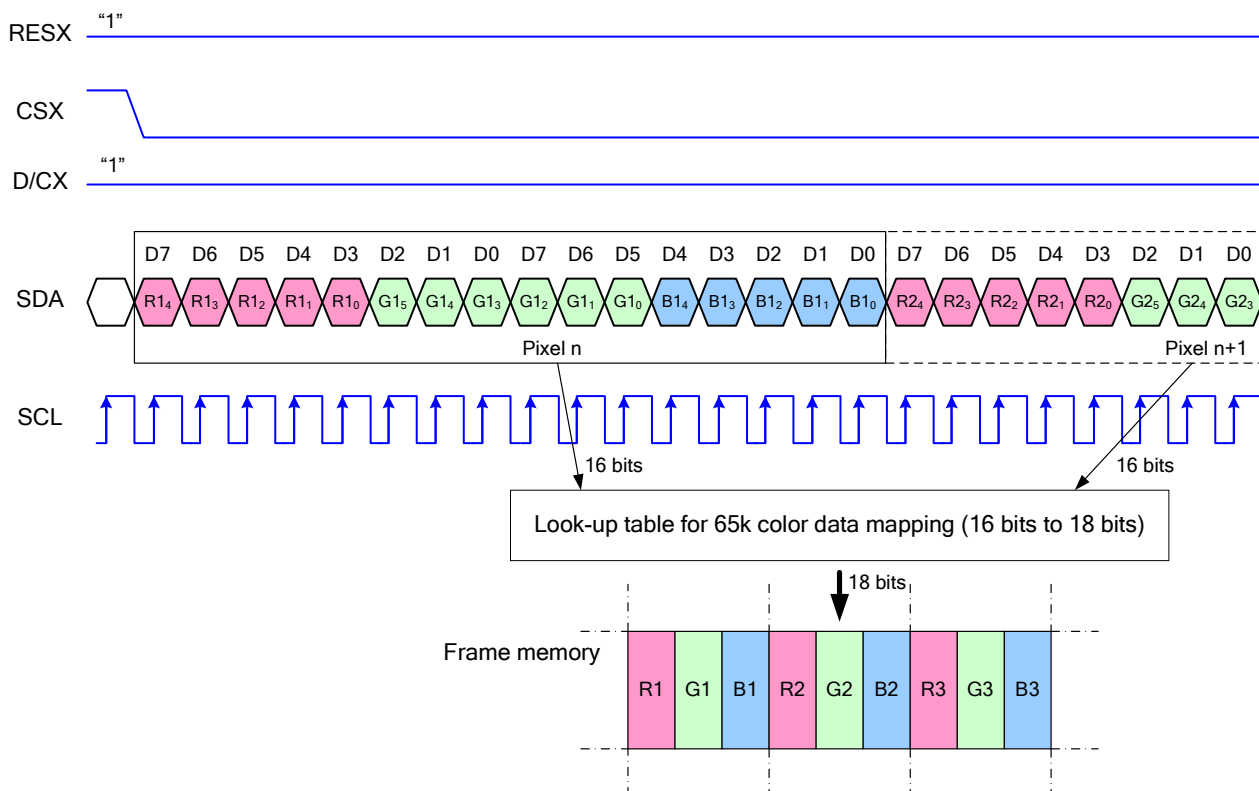 RESX “1”
CSX
D/CX “1”
D7 D6 D5 D4 D3 D2 D1 D0 D7 D6 D5 D4 D3 D2 D1 D0 D7 D6 D5 D4 D3 D2 D1 D0
SDA R1₄ R1₃ R1₂ R1₁ R1₀ G1₅ G1₄ G1₃ G1₂ G1₁ G1₀ B1₄ B1₃ B1₂ B1₁ B1₀ R2₄ R2₃ R2₂ R2₁ R2₀ G2₅ G2₄ G2₃
Pixel n Pixel n+1
SCL
16 bits 16 bits
Look-up table for 65k color data mapping (16 bits to 18 bits)
18 bits
Frame memory
R1 G1 B1 R2 G2 B2 R3 G3 B3